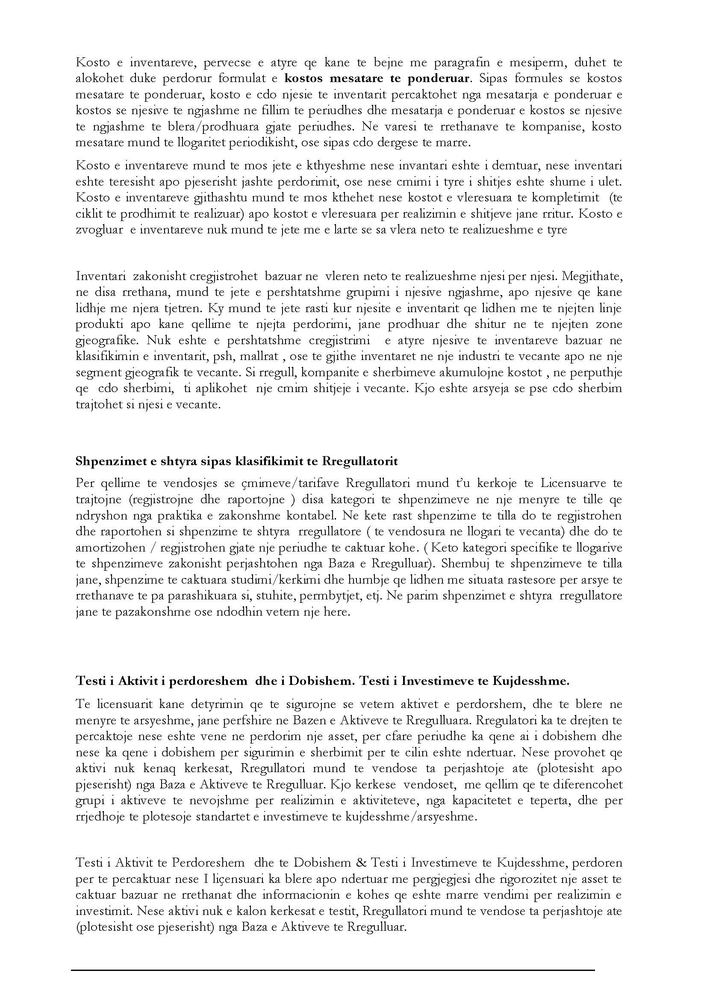 Kosto e inventareve, pervecse e atyre qe kane te bejne me paragrafin e mesiperm, duhet te
alokohet duke perdorur formulat e kostos mesatare te ponderuar. Sipas formules se kostos
mesatare te ponderuar, kosto e cdo njesie te inventarit percaktohet nga mesatarja e ponderuar e
kostos se njesive te ngjashme ne fillim te periudhes dhe mesatarja e ponderuar e kostos se njesive
te ngjashme te blera/prodhuara gjate periudhes. Ne varesi te rrethanave te kompanise, kosto
mesatare mund te llogaritet periodikisht, ose sipas cdo dergese te marre.
Kosto e inventareve mund te mos jete e kthyeshme nese invantari eshte i demtuar, nese inventari
eshte teresisht apo pjeserisht jashte perdorimit, ose nese cmimi i tyre i shitjes eshte shume i ulet.
Kosto e inventareve gjithashtu mund te mos kthehet nese kostot e vleresuara te kompletimit (te
ciklit te prodhimit te realizuar) apo kostot e vleresuara per realizimin e shitjeve jane rritur. Kosto e
zvogluar e inventareve nuk mund te jete me e larte se sa vlera neto te realizueshme e tyre
Inventari zakonisht cregjistrohet bazuar ne vleren neto te realizueshme njesi per njesi. Megjithate,
ne disa rrethana, mund te jete e pershtatshme grupimi i njesive ngjashme, apo njesive qe kane
lidhje me njera tjetren. Ky mund te jete rasti kur njesite e inventarit qe lidhen me te njejten linje
produkti apo kane qellime te njejta perdorimi, jane prodhuar dhe shitur ne te njejten zone
gjeografike. Nuk eshte e pershtatshme cregjistrimi e atyre njesive te inventareve bazuar ne
klasifikimin e inventarit, psh, mallrat , ose te gjithe inventaret ne nje industri te vecante apo ne nje
segment gjeografik te vecante. Si rregull, kompanite e sherbimeve akumulojne kostot , ne perputhje
qe cdo sherbimi, ti aplikohet nje cmim shitjeje i vecante. Kjo eshte arsyeja se pse cdo sherbim
trajtohet si njesi e vecante.
Shpenzimet e shtyra sipas klasifikimit te Rregullatorit
Per qellime te vendosjes se çmimeve/tarifave Rregullatori mund t’u kerkoje te Licensuarve te
trajtojne (regjistrojne dhe raportojne ) disa kategori te shpenzimeve ne nje menyre te tille qe
ndryshon nga praktika e zakonshme kontabel. Ne kete rast shpenzime te tilla do te regjistrohen
dhe raportohen si shpenzime te shtyra rregullatore ( te vendosura ne llogari te vecanta) dhe do te
amortizohen / regjistrohen gjate nje periudhe te caktuar kohe. ( Keto kategori specifike te llogarive
te shpenzimeve zakonisht perjashtohen nga Baza e Rregulluar). Shembuj te shpenzimeve te tilla
jane, shpenzime te caktuara studimi/kerkimi dhe humbje qe lidhen me situata rastesore per arsye te
rrethanave te pa parashikuara si, stuhite, permbytjet, etj. Ne parim shpenzimet e shtyra rregullatore
jane te pazakonshme ose ndodhin vetem nje here.
Testi i Aktivit i perdoreshem dhe i Dobishem. Testi i Investimeve te Kujdesshme.
Te licensuarit kane detyrimin qe te sigurojne se vetem aktivet e perdorshem, dhe te blere ne
menyre te arsyeshme, jane perfshire ne Bazen e Aktiveve te Rregulluara. Rregulatori ka te drejten te
percaktoje nese eshte vene ne perdorim nje asset, per cfare periudhe ka qene ai i dobishem dhe
nese ka qene i dobishem per sigurimin e sherbimit per te cilin eshte ndertuar. Nese provohet qe
aktivi nuk kenaq kerkesat, Rregullatori mund te vendose ta perjashtoje ate (plotesisht apo
pjeserisht) nga Baza e Aktiveve te Rregulluar. Kjo kerkese vendoset, me qellim qe te diferencohet
grupi i aktiveve te nevojshme per realizimin e aktiviteteve, nga kapacitetet e teperta, dhe per
rrjedhoje te plotesoje standartet e investimeve te kujdesshme/arsyeshme.
Testi i Aktivit te Perdoreshem dhe te Dobishem & Testi i Investimeve te Kujdesshme, perdoren
per te percaktuar nese I liçensuari ka blere apo ndertuar me pergjegjesi dhe rigorozitet nje asset te
caktuar bazuar ne rrethanat dhe informacionin e kohes qe eshte marre vendimi per realizimin e
investimit. Nese aktivi nuk e kalon kerkesat e testit, Rregullatori mund te vendose ta perjashtoje ate
(plotesisht ose pjeserisht) nga Baza e Aktiveve te Rregulluar.